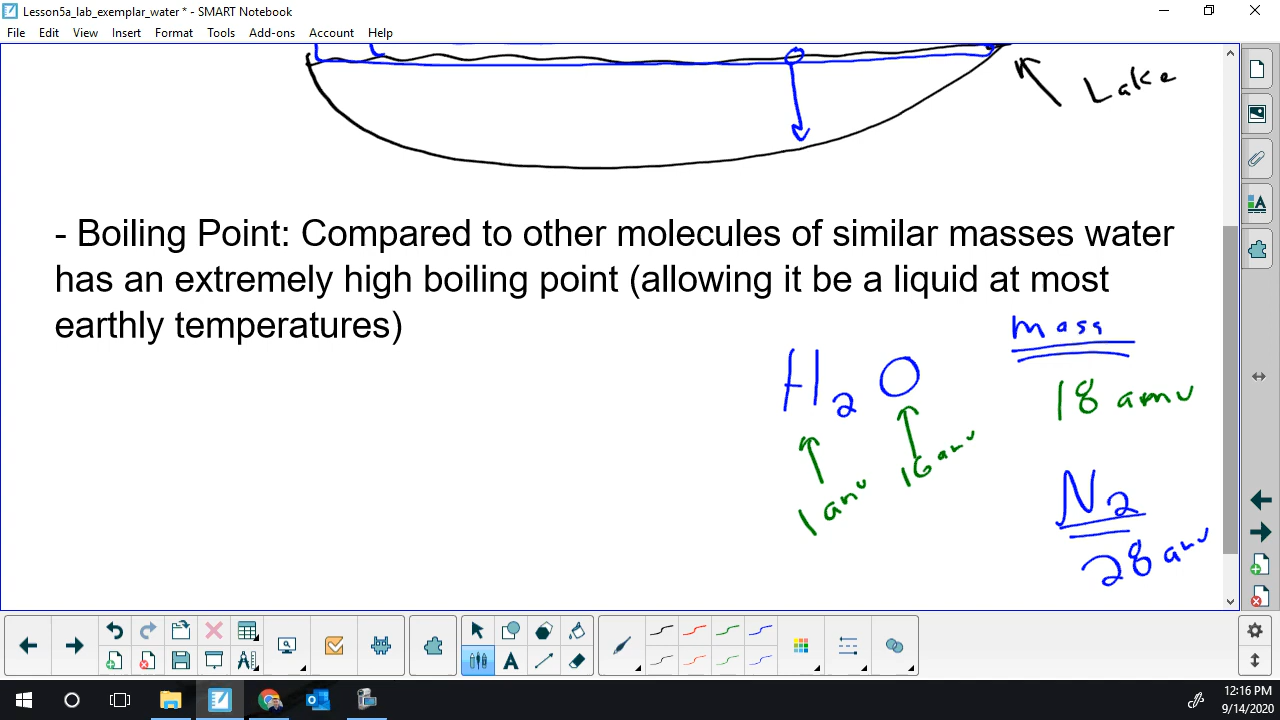 Lesson5a_lab_exemplar_water * - SMART Notebook
File Edit View Insert Format Tools Add-ons Account Help
Lake
- Boiling Point: Compared to other molecules of similar masses water
has an extremely high boiling point (allowing it be a liquid at most
earthly temperatures)
mass
H2O
18 amu
1 amu
16 amu
N2
28 amu
12:16 PM
9/14/2020